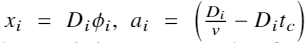 x_i = D_i ϕ_i, a_i = (D_i/v − D_i t_c)